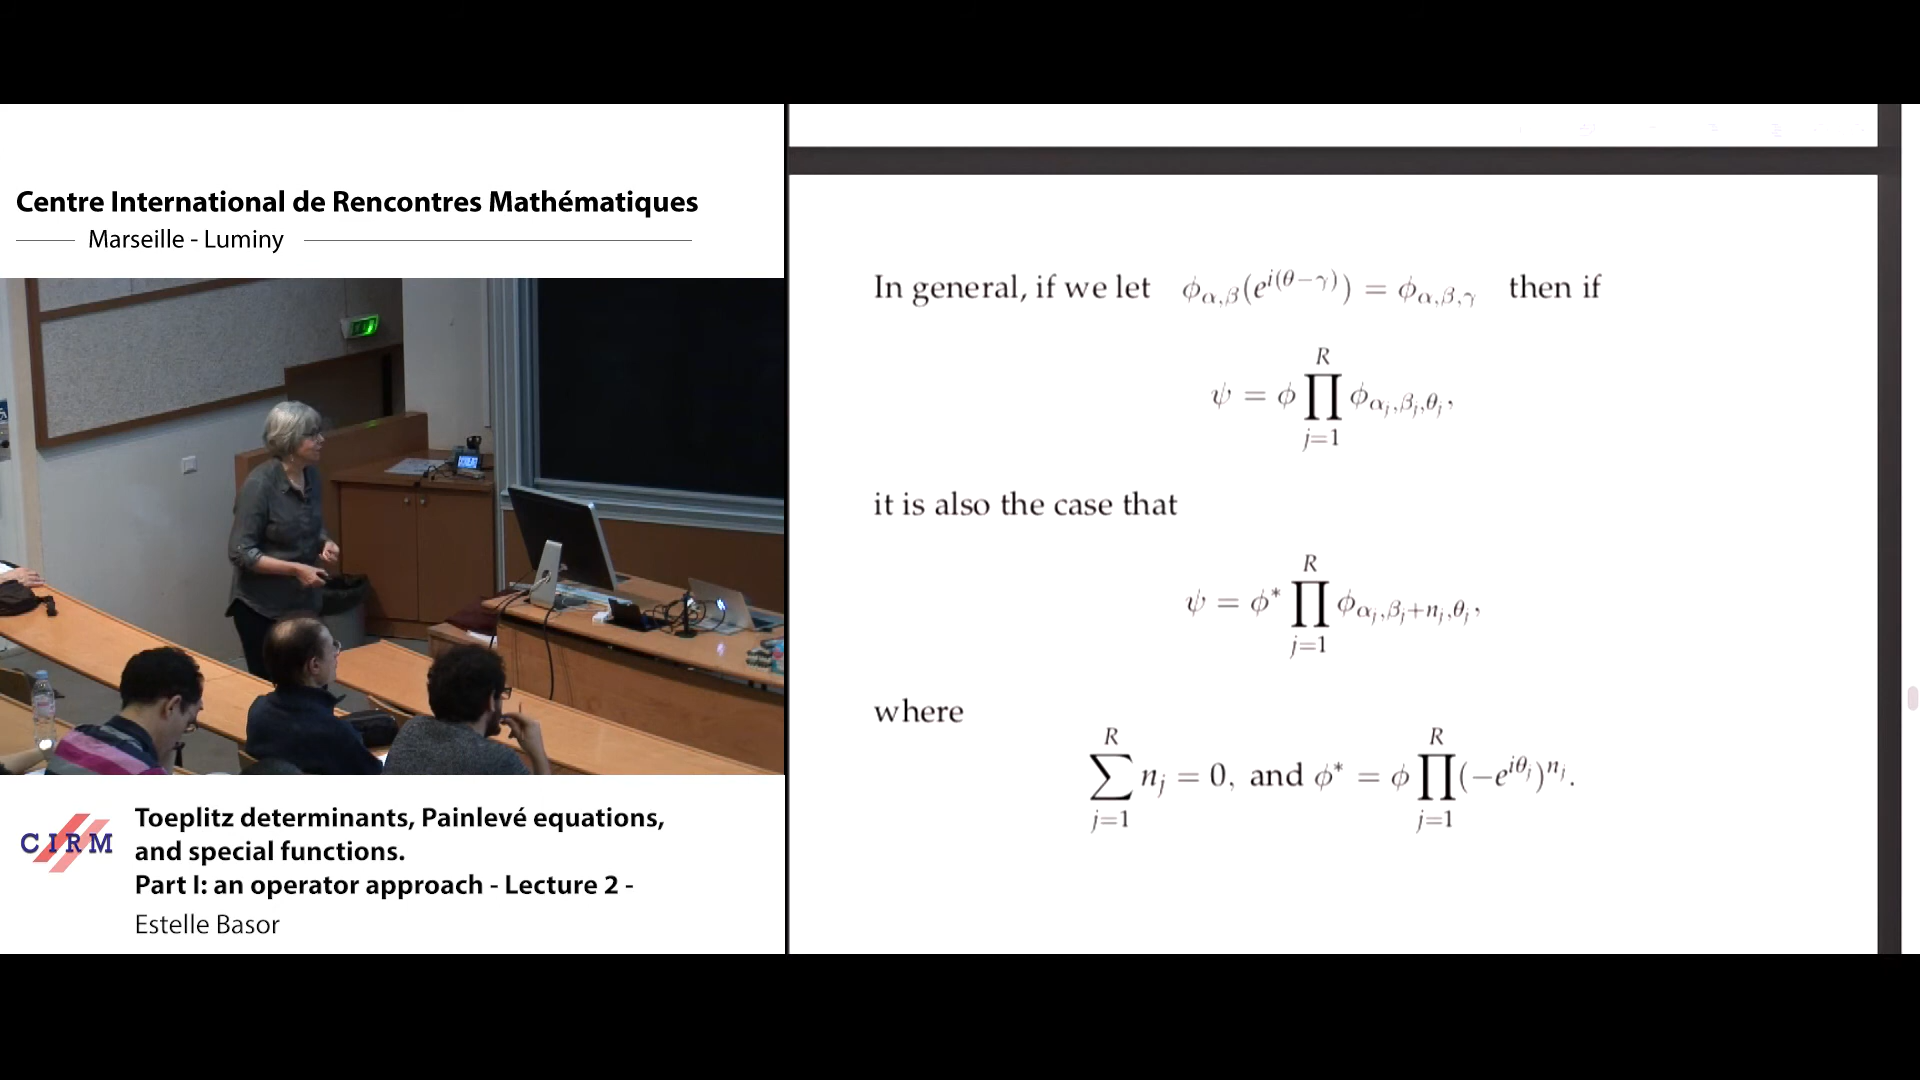 Centre International de Rencontres Mathématiques
Marseille - Luminy
CIRM
Toeplitz determinants, Painlevé equations,
and special functions.
Part I: an operator approach - Lecture 2 -
Estelle Basor
In general, if we let ϕ_{α,β}(e^{i(θ−γ)}) = ϕ_{α,β,γ} then if
ψ = ϕ ∏_{j=1}^{R} ϕ_{α_j,β_j,θ_j},
it is also the case that
ψ = ϕ* ∏_{j=1}^{R} ϕ_{α_j,β_j+n_j,θ_j},
where
∑_{j=1}^{R} n_j = 0, and ϕ* = ϕ ∏_{j=1}^{R} (−e^{iθ_j})^{n_j}.